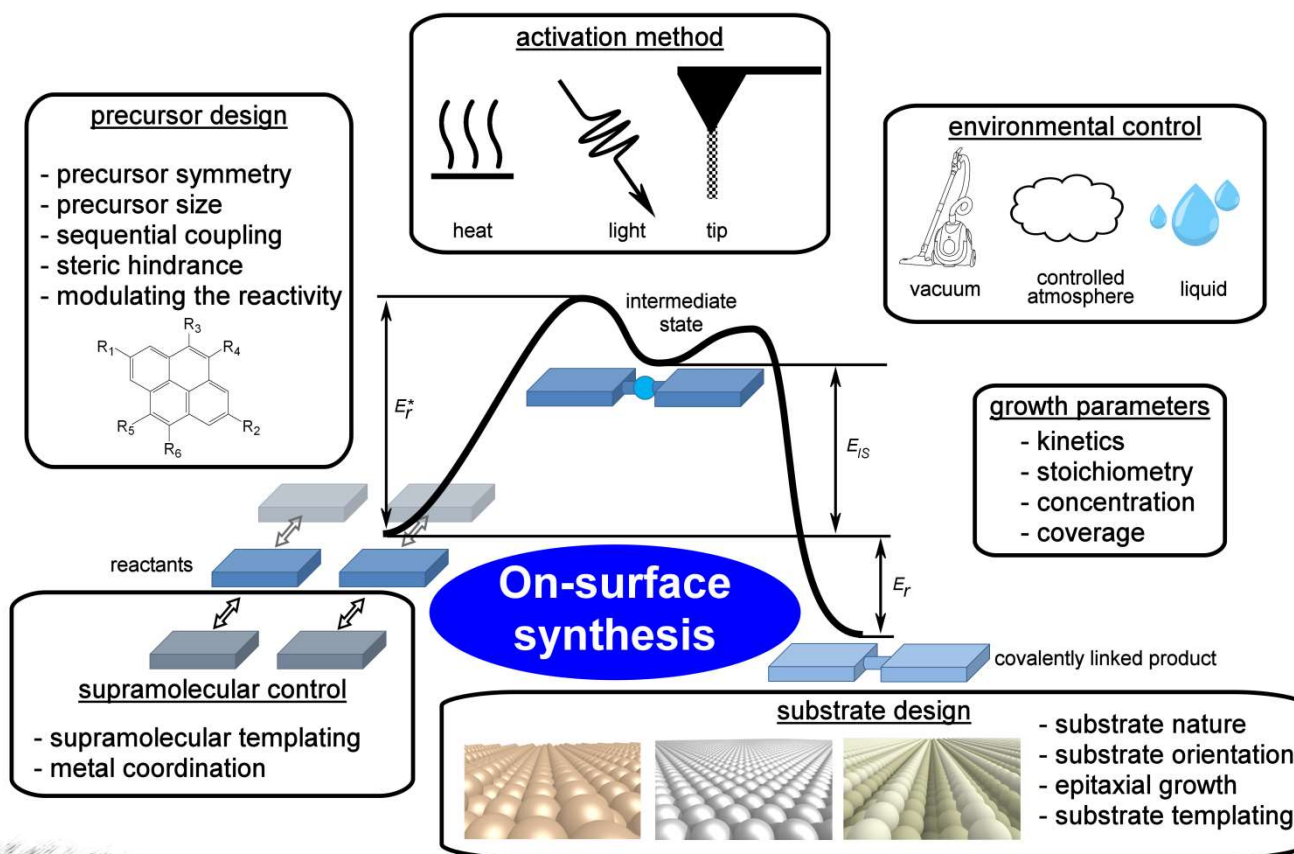 activation method
heat
light
tip
precursor design
- precursor symmetry
- precursor size
- sequential coupling
- steric hindrance
- modulating the reactivity
R3
R1
R4
R5
R2
R6
environmental control
vacuum
controlled
atmosphere
liquid
intermediate
state
E*r
EIS
Er
growth parameters
- kinetics
- stoichiometry
- concentration
- coverage
reactants
On-surface
synthesis
covalently linked product
supramolecular control
- supramolecular templating
- metal coordination
substrate design
- substrate nature
- substrate orientation
- epitaxial growth
- substrate templating